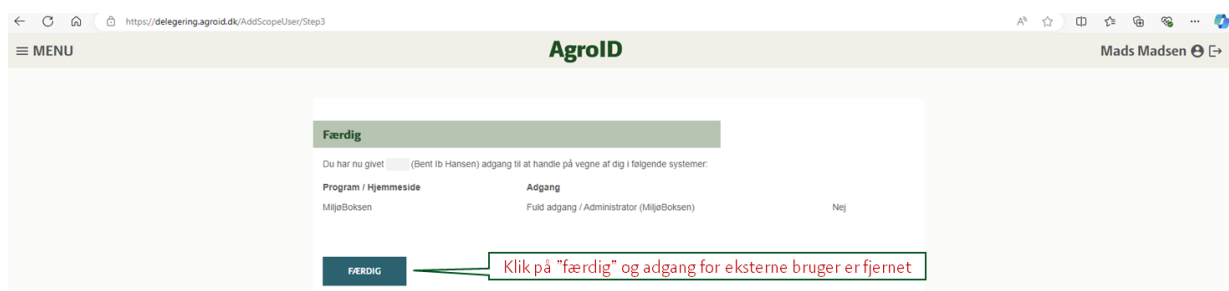 https://delegering.agroid.dk/AddScopeUser/Step3
MENU
AgroID
Mads Madsen
Færdig
Du har nu givet (Bent Ib Hansen) adgang til at handle på vegne af dig i følgende systemer:
Program / Hjemmeside Adgang
MiljøBoksen Fuld adgang / Administrator (MiljøBoksen) Nej
FÆRDIG
Klik på ”færdig” og adgang for eksterne bruger er fjernet